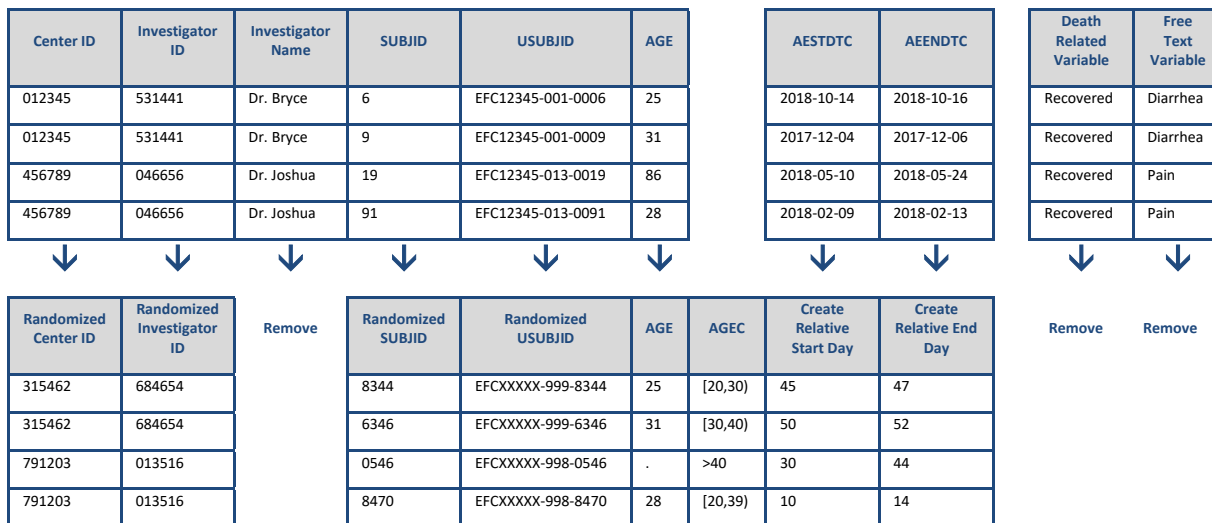 Center ID Investigator ID Investigator Name SUBJID USUBJID AGE AESTDTC AEENDTC Death Related Variable Free Text Variable
012345 531441 Dr. Bryce 6 EFC12345-001-0006 25 2018-10-14 2018-10-16 Recovered Diarrhea
012345 531441 Dr. Bryce 9 EFC12345-001-0009 31 2017-12-04 2017-12-06 Recovered Diarrhea
456789 046656 Dr. Joshua 19 EFC12345-013-0019 86 2018-05-10 2018-05-24 Recovered Pain
456789 046656 Dr. Joshua 91 EFC12345-013-0091 28 2018-02-09 2018-02-13 Recovered Pain
Randomized Center ID Randomized Investigator ID Remove Randomized SUBJID Randomized USUBJID AGE AGEC Create Relative Start Day Create Relative End Day Remove Remove
315462 684654 8344 EFCXXXXX-999-8344 25 [20,30) 45 47
315462 684654 6346 EFCXXXXX-999-6346 31 [30,40) 50 52
791203 013516 0546 EFCXXXXX-998-0546 . >40 30 44
791203 013516 8470 EFCXXXXX-998-8470 28 [20,39) 10 14